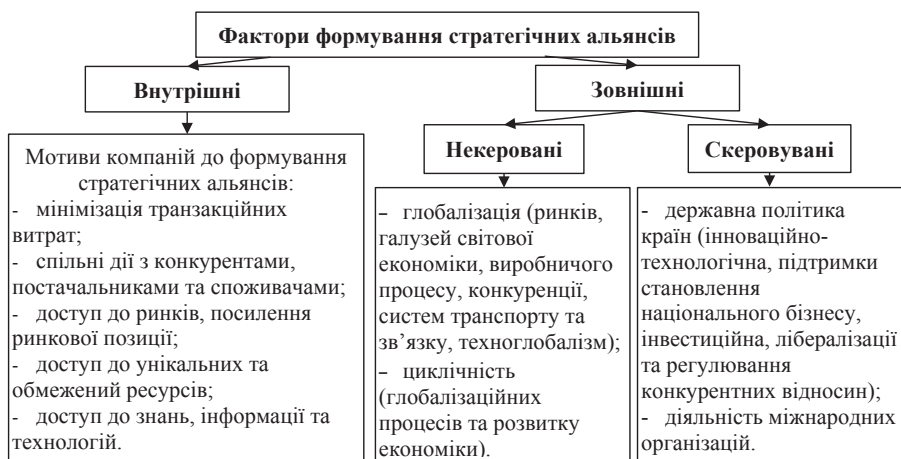 Фактори формування стратегічних альянсів
Внутрішні
Зовнішні
Мотиви компаній до формування
стратегічних альянсів:
- мінімізація транзакційних
витрат;
- спільні дії з конкурентами,
постачальниками та споживачами;
- доступ до ринків, посилення
ринкової позиції;
- доступ до унікальних та
обмежений ресурсів;
- доступ до знань, інформації та
технологій.
Некеровані
Скеровувані
– глобалізація (ринків,
галузей світової
економіки, виробничого
процесу, конкуренції,
систем транспорту та
зв’язку, техноглобалізм);
– циклічність
(глобалізаційних
процесів та розвитку
економіки).
- державна політика
країн (інноваційно-
технологічна, підтримки
становлення
національного бізнесу,
інвестиційна, лібералізації
та регулювання
конкурентних відносин);
- діяльність міжнародних
організацій.